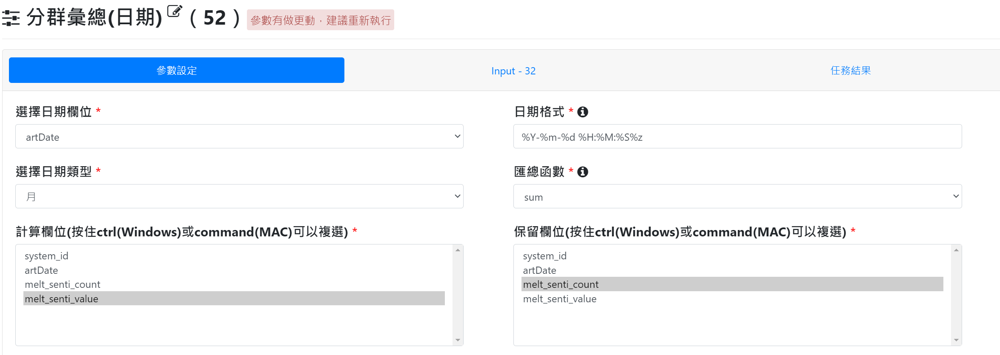 分群彙總(日期) ( 52 ) 參數有做更動，建議重新執行
參數設定
Input - 32
任務結果
選擇日期欄位 *
日期格式 *
artDate
%Y-%m-%d %H:%M:%S%z
選擇日期類型 *
匯總函數 *
月
sum
計算欄位(按住ctrl(Windows)或command(MAC)可以複選) *
system_id
artDate
melt_senti_count
melt_senti_value
保留欄位(按住ctrl(Windows)或command(MAC)可以複選) *
system_id
artDate
melt_senti_count
melt_senti_value